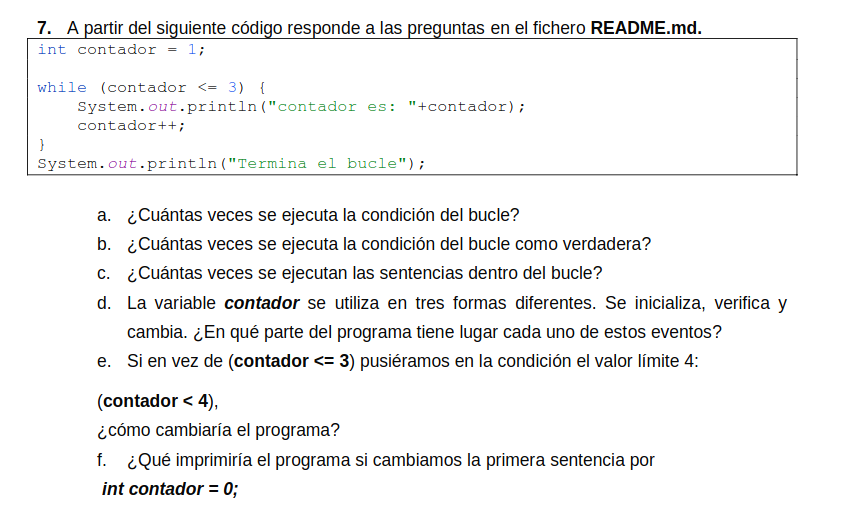 7. A partir del siguiente código responde a las preguntas en el fichero README.md.
int contador = 1;
while (contador <= 3) {
System.out.println("contador es: "+contador);
contador++;
}
System.out.println("Termina el bucle");
a. ¿Cuántas veces se ejecuta la condición del bucle?
b. ¿Cuántas veces se ejecuta la condición del bucle como verdadera?
c. ¿Cuántas veces se ejecutan las sentencias dentro del bucle?
d. La variable contador se utiliza en tres formas diferentes. Se inicializa, verifica y
cambia. ¿En qué parte del programa tiene lugar cada uno de estos eventos?
e. Si en vez de (contador <= 3) pusiéramos en la condición el valor límite 4:
(contador < 4),
¿cómo cambiaría el programa?
f. ¿Qué imprimiría el programa si cambiamos la primera sentencia por
int contador = 0;